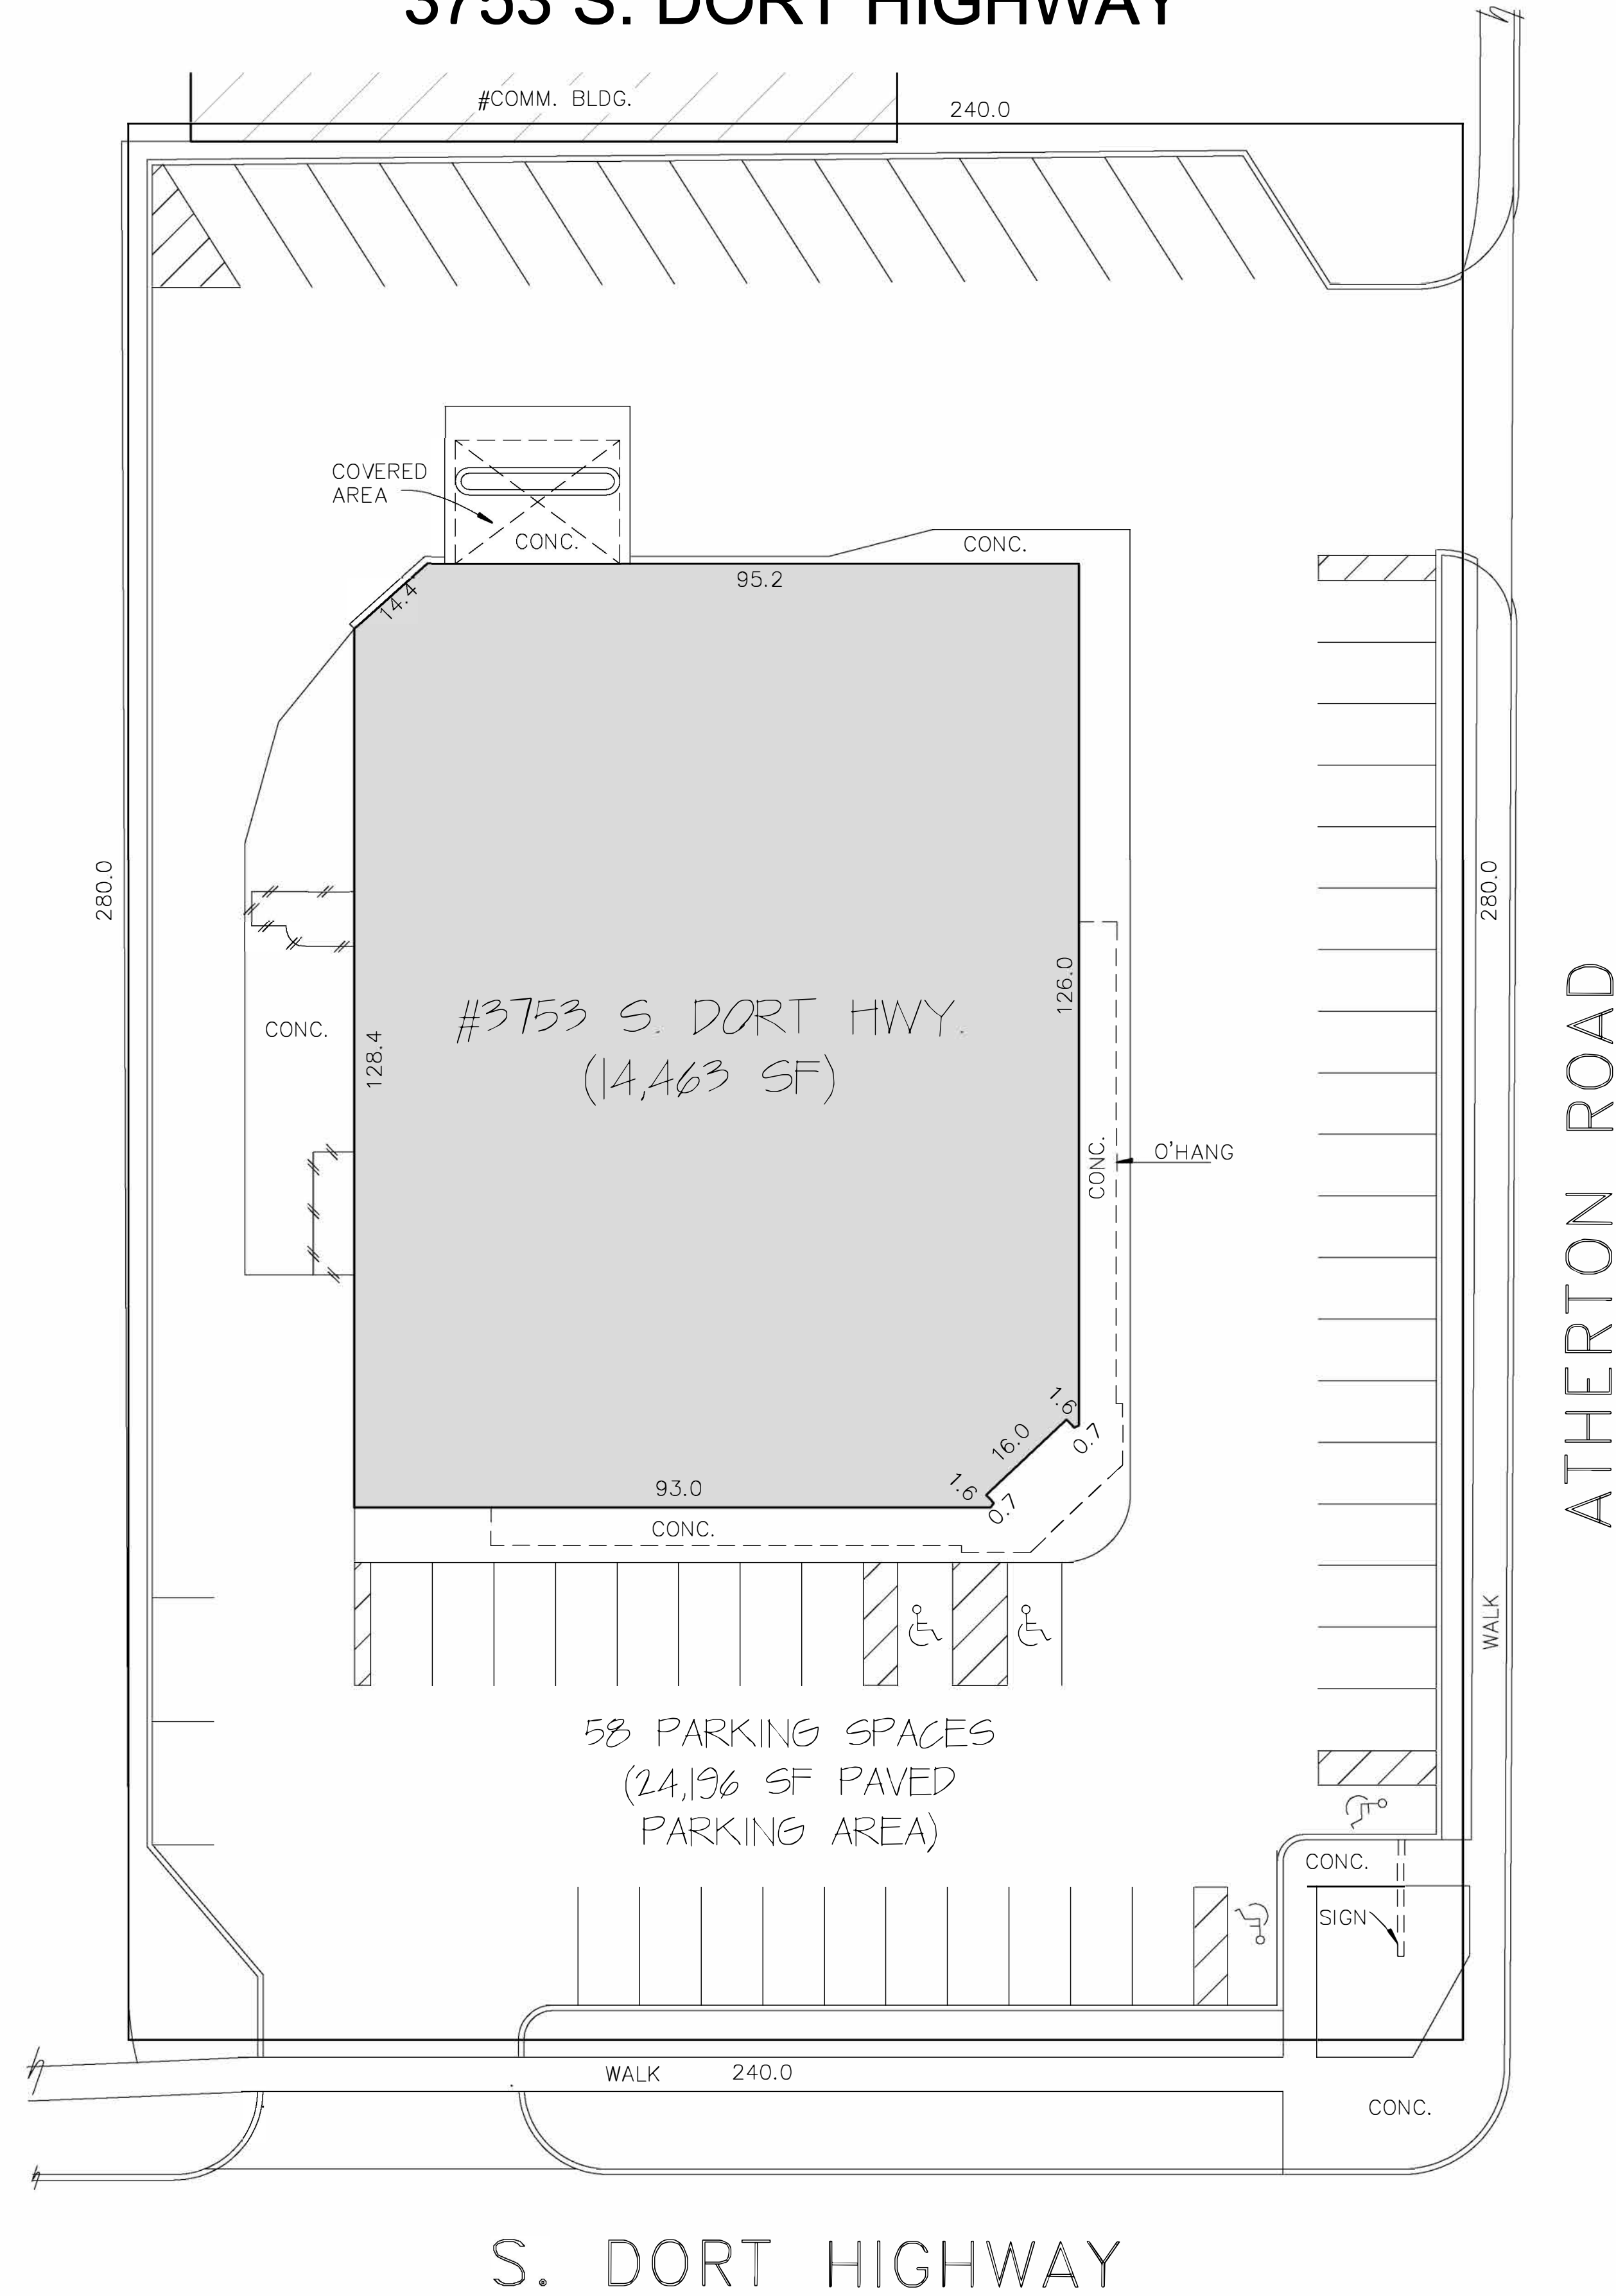 3753 S. DORT HIGHWAY
#COMM. BLDG.
240.0
COVERED
AREA
CONC.
CONC.
95.2
14.4
280.0
280.0
126.0
#3753 S. DORT HWY.
(14,463 SF)
CONC.
128.4
CONC.
O'HANG
ATHERTON ROAD
1.6
0.7
16.0
1.6
0.7
93.0
CONC.
WALK
58 PARKING SPACES
(24,196 SF PAVED
PARKING AREA)
CONC.
SIGN
WALK
240.0
CONC.
S. DORT HIGHWAY